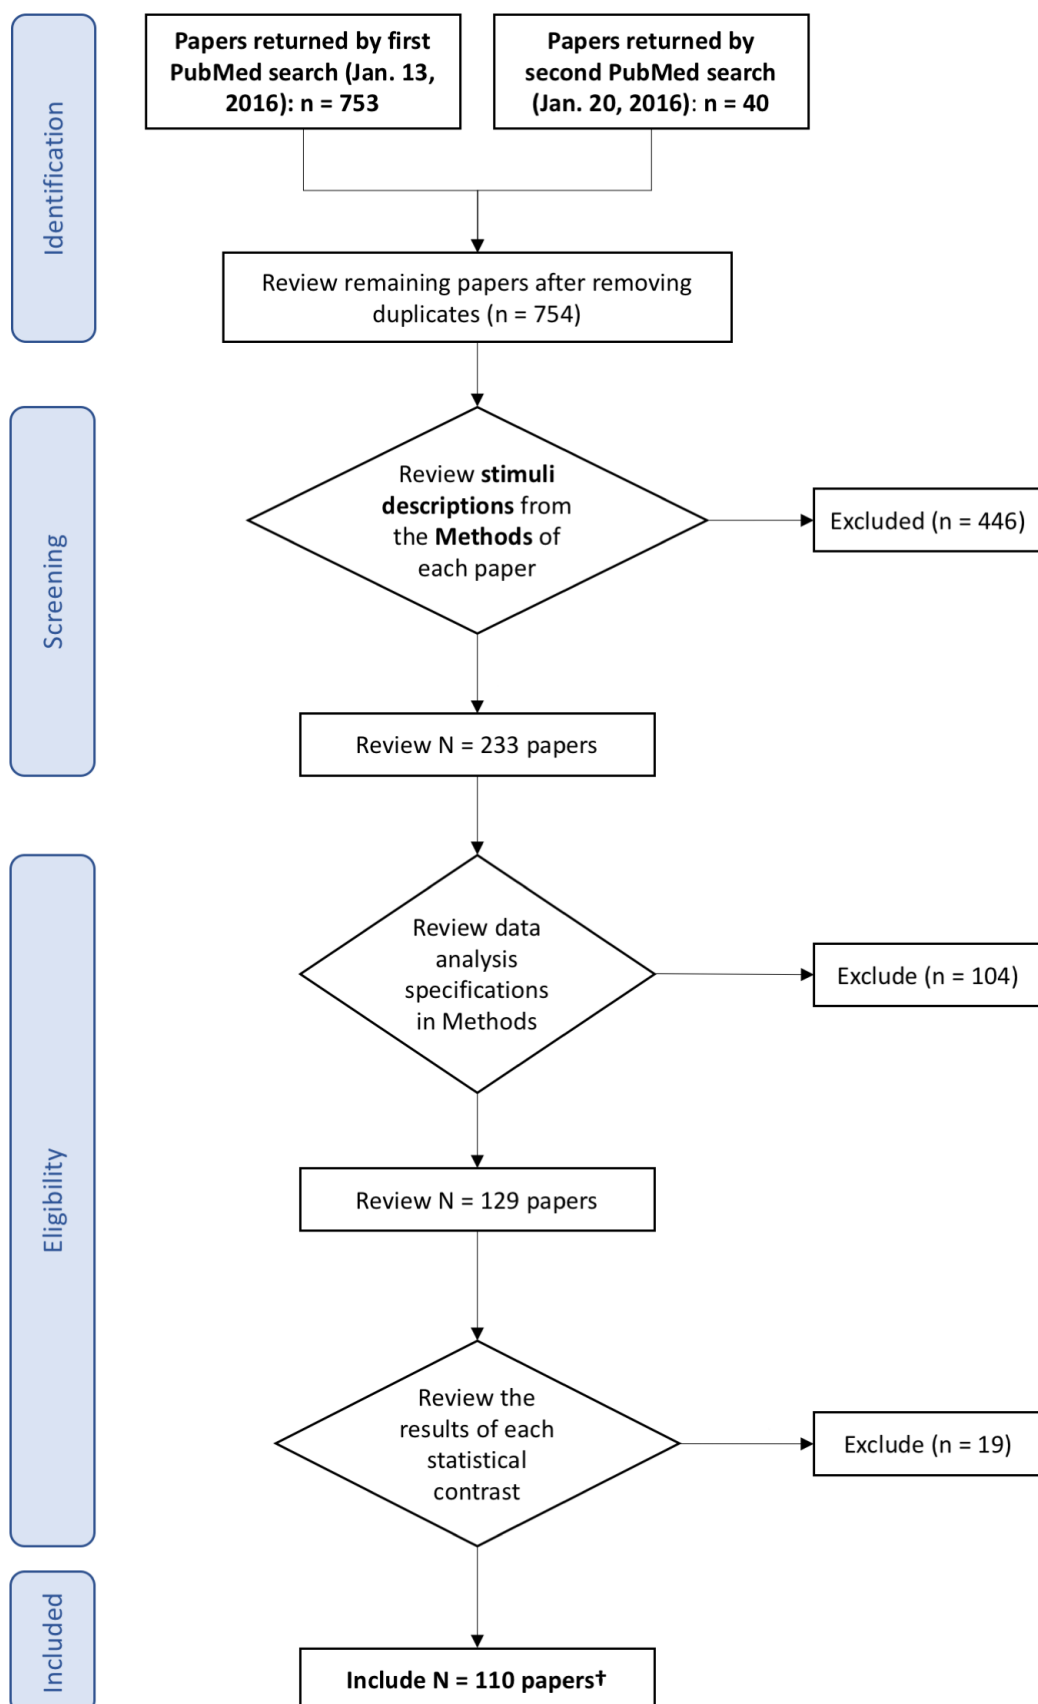 Identification
Papers returned by first
PubMed search (Jan. 13,
2016): n = 753
Papers returned by
second PubMed search
(Jan. 20, 2016): n = 40
Review remaining papers after removing
duplicates (n = 754)
Screening
Review stimuli
descriptions from
the Methods of
each paper
Excluded (n = 446)
Review N = 233 papers
Eligibility
Review data
analysis
specifications
in Methods
Exclude (n = 104)
Review N = 129 papers
Review the
results of each
statistical
contrast
Exclude (n = 19)
Included
Include N = 110 papers†